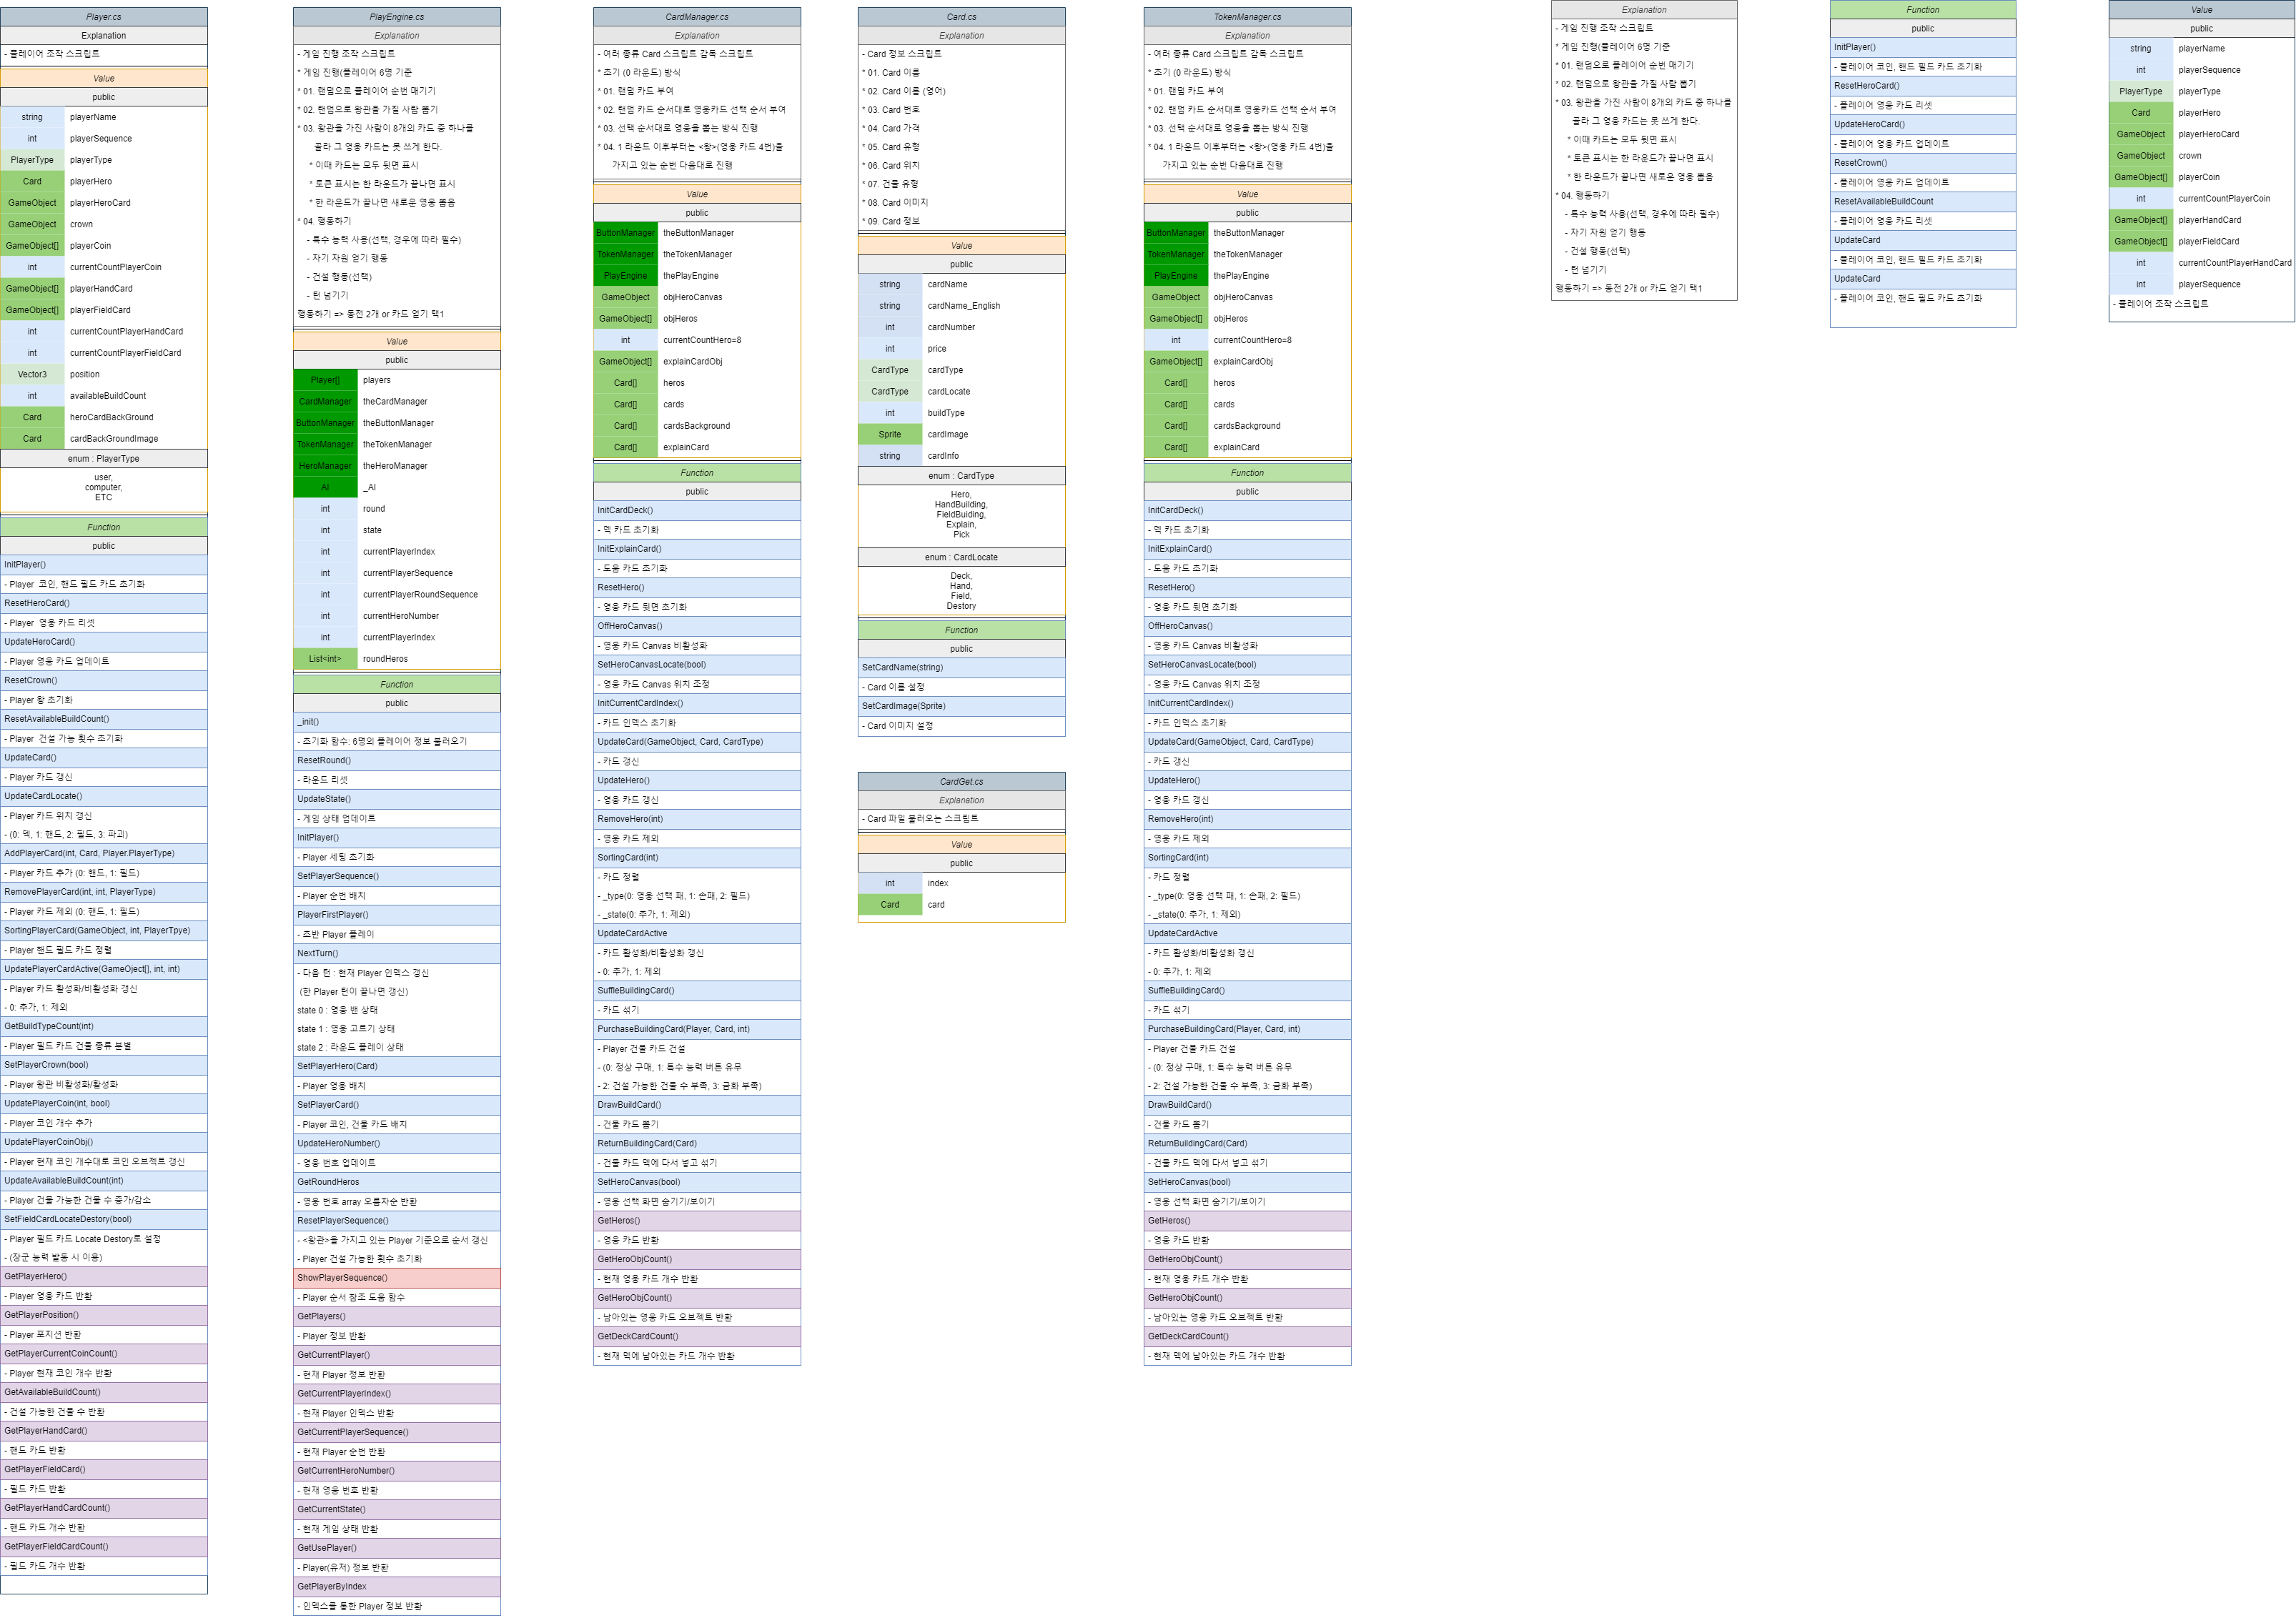 Player.cs
Explanation
- 플레이어 조작 스크립트
Value
public
string playerName
int playerSequence
PlayerType playerType
Card playerHero
GameObject playerHeroCard
GameObject crown
GameObject[] playerCoin
int currentCountPlayerCoin
GameObject[] playerHandCard
GameObject[] playerFieldCard
int currentCountPlayerHandCard
int currentCountPlayerFieldCard
Vector3 position
int availableBuildCount
Card heroCardBackGround
Card cardBackGroundImage
enum : PlayerType
user,
computer,
ETC
Function
public
InitPlayer()
- Player 코인, 핸드 필드 카드 초기화
ResetHeroCard()
- Player 영웅 카드 리셋
UpdateHeroCard()
- Player 영웅 카드 업데이트
ResetCrown()
- Player 왕 초기화
ResetAvailableBuildCount()
- Player 건설 가능 횟수 초기화
UpdateCard()
- Player 카드 갱신
UpdateCardLocate()
- Player 카드 위치 갱신
- (0: 덱, 1: 핸드, 2: 필드, 3: 파괴)
AddPlayerCard(int, Card, Player.PlayerType)
- Player 카드 추가 (0: 핸드, 1: 필드)
RemovePlayerCard(int, int, PlayerType)
- Player 카드 제외 (0: 핸드, 1: 필드)
SortingPlayerCard(GameObject, int, PlayerTpye)
- Player 핸드 필드 카드 정렬
UpdatePlayerCardActive(GameOject[], int, int)
- Player 카드 활성화/비활성화 갱신
- 0: 추가, 1: 제외
GetBuildTypeCount(int)
- Player 필드 카드 건물 종류 분별
SetPlayerCrown(bool)
- Player 왕관 비활성화/활성화
UpdatePlayerCoin(int, bool)
- Player 코인 개수 추가
UpdatePlayerCoinObj()
- Player 현재 코인 개수대로 코인 오브젝트 갱신
UpdateAvailableBuildCount(int)
- Player 건물 가능한 건물 수 증가/감소
SetFieldCardLocateDestory(bool)
- Player 필드 카드 Locate Destory로 설정
- (장군 능력 발동 시 이용)
GetPlayerHero()
- Player 영웅 카드 반환
GetPlayerPosition()
- Player 포지션 반환
GetPlayerCurrentCoinCount()
- Player 현재 코인 개수 반환
GetAvailableBuildCount()
- 건설 가능한 건물 수 반환
GetPlayerHandCard()
- 핸드 카드 반환
GetPlayerFieldCard()
- 필드 카드 반환
GetPlayerHandCardCount()
- 핸드 카드 개수 반환
GetPlayerFieldCardCount()
- 필드 카드 개수 반환
PlayEngine.cs
Explanation
- 게임 진행 조작 스크립트
* 게임 진행(플레이어 6명 기준
* 01. 랜덤으로 플레이어 순번 매기기
* 02. 랜덤으로 왕관을 가질 사람 뽑기
* 03. 왕관을 가진 사람이 8개의 카드 중 하나를
골라 그 영웅 카드는 못 쓰게 한다.
* 이때 카드는 모두 뒷면 표시
* 토큰 표시는 한 라운드가 끝나면 표시
* 한 라운드가 끝나면 새로운 영웅 뽑음
* 04. 행동하기
- 특수 능력 사용(선택, 경우에 따라 필수)
- 자기 자원 얻기 행동
- 건설 행동(선택)
- 턴 넘기기
행동하기 => 동전 2개 or 카드 얻기 택1
Value
public
Player[] players
CardManager theCardManager
ButtonManager theButtonManager
TokenManager theTokenManager
HeroManager theHeroManager
AI _AI
int round
int state
int currentPlayerIndex
int currentPlayerSequence
int currentPlayerRoundSequence
int currentHeroNumber
int currentPlayerIndex
List<int> roundHeros
Function
public
_init()
- 초기화 함수: 6명의 플레이어 정보 불러오기
ResetRound()
- 라운드 리셋
UpdateState()
- 게임 상태 업데이트
InitPlayer()
- Player 세팅 초기화
SetPlayerSequence()
- Player 순번 배치
PlayerFirstPlayer()
- 초반 Player 플레이
NextTurn()
- 다음 턴 : 현재 Player 인덱스 갱신
(한 Player 턴이 끝나면 갱신)
state 0 : 영웅 밴 상태
state 1 : 영웅 고르기 상태
state 2 : 라운드 플레이 상태
SetPlayerHero(Card)
- Player 영웅 배치
SetPlayerCard()
- Player 코인, 건물 카드 배치
UpdateHeroNumber()
- 영웅 번호 업데이트
GetRoundHeros
- 영웅 번호 array 오름차순 반환
ResetPlayerSequence()
- <왕관>을 가지고 있는 Player 기준으로 순서 갱신
- Player 건설 가능한 횟수 초기화
ShowPlayerSequence()
- Player 순서 참조 도움 함수
GetPlayers()
- Player 정보 반환
GetCurrentPlayer()
- 현재 Player 정보 반환
GetCurrentPlayerIndex()
- 현재 Player 인덱스 반환
GetCurrentPlayerSequence()
- 현재 Player 순번 반환
GetCurrentHeroNumber()
- 현재 영웅 번호 반환
GetCurrentState()
- 현재 게임 상태 반환
GetUsePlayer()
- Player(유저) 정보 반환
GetPlayerByIndex
- 인덱스를 통한 Player 정보 반환
CardManager.cs
Explanation
- 여러 종류 Card 스크립트 감독 스크립트
* 초기 (0 라운드) 방식
* 01. 랜덤 카드 부여
* 02. 랜덤 카드 순서대로 영웅카드 선택 순서 부여
* 03. 선택 순서대로 영웅을 뽑는 방식 진행
* 04. 1 라운드 이후부터는 <왕>(영웅 카드 4번)을
가지고 있는 순번 다음대로 진행
Value
public
ButtonManager theButtonManager
TokenManager theTokenManager
PlayEngine thePlayEngine
GameObject objHeroCanvas
GameObject[] objHeros
int currentCountHero=8
GameObject[] explainCardObj
Card[] heros
Card[] cards
Card[] cardsBackground
Card[] explainCard
Function
public
InitCardDeck()
- 덱 카드 초기화
InitExplainCard()
- 도움 카드 초기화
ResetHero()
- 영웅 카드 뒷면 초기화
OffHeroCanvas()
- 영웅 카드 Canvas 비활성화
SetHeroCanvasLocate(bool)
- 영웅 카드 Canvas 위치 조정
InitCurrentCardIndex()
- 카드 인덱스 초기화
UpdateCard(GameObject, Card, CardType)
- 카드 갱신
UpdateHero()
- 영웅 카드 갱신
RemoveHero(int)
- 영웅 카드 제외
SortingCard(int)
- 카드 정렬
- _type(0: 영웅 선택 패, 1: 손패, 2: 필드)
- _state(0: 추가, 1: 제외)
UpdateCardActive
- 카드 활성화/비활성화 갱신
- 0: 추가, 1: 제외
SuffleBuildingCard()
- 카드 섞기
PurchaseBuildingCard(Player, Card, int)
- Player 건물 카드 건설
- (0: 정상 구매, 1: 특수 능력 버튼 유무
- 2: 건설 가능한 건물 수 부족, 3: 금화 부족)
DrawBuildCard()
- 건물 카드 뽑기
ReturnBuildingCard(Card)
- 건물 카드 덱에 다서 넣고 섞기
SetHeroCanvas(bool)
- 영웅 선택 화면 숨기기/보이기
GetHeros()
- 영웅 카드 반환
GetHeroObjCount()
- 현재 영웅 카드 개수 반환
GetHeroObjCount()
- 남아있는 영웅 카드 오브젝트 반환
GetDeckCardCount()
- 현재 덱에 남아있는 카드 개수 반환
Card.cs
Explanation
- Card 정보 스크립트
* 01. Card 이름
* 02. Card 이름 (영어)
* 03. Card 번호
* 04. Card 가격
* 05. Card 유형
* 06. Card 위치
* 07. 건물 유형
* 08. Card 이미지
* 09. Card 정보
Value
public
string cardName
string cardName_English
int cardNumber
int price
CardType cardType
CardType cardLocate
int buildType
Sprite cardImage
string cardInfo
enum : CardType
Hero,
HandBuilding,
FieldBuiding,
Explain,
Pick
enum : CardLocate
Deck,
Hand,
Field,
Destory
Function
public
SetCardName(string)
- Card 이름 설정
SetCardImage(Sprite)
- Card 이미지 설정
CardGet.cs
Explanation
- Card 파일 불러오는 스크립트
Value
public
int index
Card card
TokenManager.cs
Explanation
- 여러 종류 Card 스크립트 감독 스크립트
* 초기 (0 라운드) 방식
* 01. 랜덤 카드 부여
* 02. 랜덤 카드 순서대로 영웅카드 선택 순서 부여
* 03. 선택 순서대로 영웅을 뽑는 방식 진행
* 04. 1 라운드 이후부터는 <왕>(영웅 카드 4번)을
가지고 있는 순번 다음대로 진행
Value
public
ButtonManager theButtonManager
TokenManager theTokenManager
PlayEngine thePlayEngine
GameObject objHeroCanvas
GameObject[] objHeros
int currentCountHero=8
GameObject[] explainCardObj
Card[] heros
Card[] cards
Card[] cardsBackground
Card[] explainCard
Function
public
InitCardDeck()
- 덱 카드 초기화
InitExplainCard()
- 도움 카드 초기화
ResetHero()
- 영웅 카드 뒷면 초기화
OffHeroCanvas()
- 영웅 카드 Canvas 비활성화
SetHeroCanvasLocate(bool)
- 영웅 카드 Canvas 위치 조정
InitCurrentCardIndex()
- 카드 인덱스 초기화
UpdateCard(GameObject, Card, CardType)
- 카드 갱신
UpdateHero()
- 영웅 카드 갱신
RemoveHero(int)
- 영웅 카드 제외
SortingCard(int)
- 카드 정렬
- _type(0: 영웅 선택 패, 1: 손패, 2: 필드)
- _state(0: 추가, 1: 제외)
UpdateCardActive
- 카드 활성화/비활성화 갱신
- 0: 추가, 1: 제외
SuffleBuildingCard()
- 카드 섞기
PurchaseBuildingCard(Player, Card, int)
- Player 건물 카드 건설
- (0: 정상 구매, 1: 특수 능력 버튼 유무
- 2: 건설 가능한 건물 수 부족, 3: 금화 부족)
DrawBuildCard()
- 건물 카드 뽑기
ReturnBuildingCard(Card)
- 건물 카드 덱에 다서 넣고 섞기
SetHeroCanvas(bool)
- 영웅 선택 화면 숨기기/보이기
GetHeros()
- 영웅 카드 반환
GetHeroObjCount()
- 현재 영웅 카드 개수 반환
GetHeroObjCount()
- 남아있는 영웅 카드 오브젝트 반환
GetDeckCardCount()
- 현재 덱에 남아있는 카드 개수 반환
Explanation
- 게임 진행 조작 스크립트
* 게임 진행(플레이어 6명 기준
* 01. 랜덤으로 플레이어 순번 매기기
* 02. 랜덤으로 왕관을 가질 사람 뽑기
* 03. 왕관을 가진 사람이 8개의 카드 중 하나를
골라 그 영웅 카드는 못 쓰게 한다.
* 이때 카드는 모두 뒷면 표시
* 토큰 표시는 한 라운드가 끝나면 표시
* 한 라운드가 끝나면 새로운 영웅 뽑음
* 04. 행동하기
- 특수 능력 사용(선택, 경우에 따라 필수)
- 자기 자원 얻기 행동
- 건설 행동(선택)
- 턴 넘기기
행동하기 => 동전 2개 or 카드 얻기 택1
Function
public
InitPlayer()
- 플레이어 코인, 핸드 필드 카드 초기화
ResetHeroCard()
- 플레이어 영웅 카드 리셋
UpdateHeroCard()
- 플레이어 영웅 카드 업데이트
ResetCrown()
- 플레이어 영웅 카드 업데이트
ResetAvailableBuildCount
- 플레이어 영웅 카드 리셋
UpdateCard
- 플레이어 코인, 핸드 필드 카드 초기화
UpdateCard
- 플레이어 코인, 핸드 필드 카드 초기화
Value
public
string playerName
int playerSequence
PlayerType playerType
Card playerHero
GameObject playerHeroCard
GameObject crown
GameObject[] playerCoin
int currentCountPlayerCoin
GameObject[] playerHandCard
GameObject[] playerFieldCard
int currentCountPlayerHandCard
int playerSequence
- 플레이어 조작 스크립트